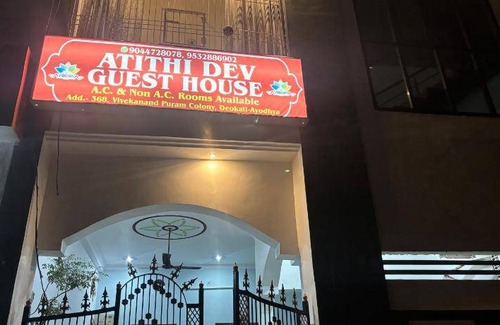 9044728078, 9532886902
ATITHI DEV
GUEST HOUSE
A.C. & Non A.C. Rooms Available
Add.- 368, Vivekanand Puram Colony, Deokali-Ayodhya